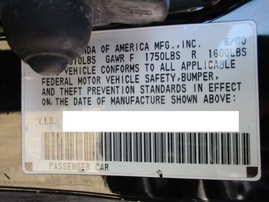 NDA OF AMERICA MFG., INC. 8/00
10LBS GAWR F 1750LBS R 1600LBS
VEHICLE CONFORMS TO ALL APPLICABLE
FEDERAL MOTOR VEHICLE SAFETY, BUMPER,
AND THEFT PREVENTION STANDARDS IN EFFECT
ON THE DATE OF MANUFACTURE SHOWN ABOVE:
V.I.N.
PASSENGER CAR